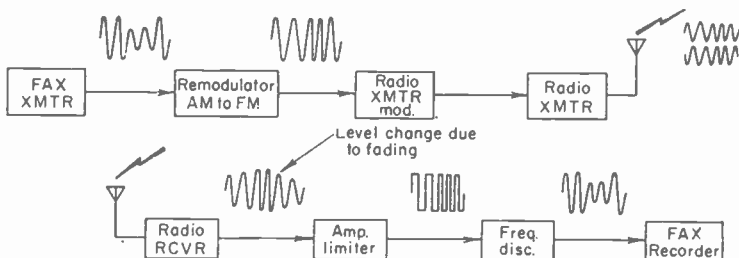 FAX
XMTR
Remodulator
AM to FM
Radio
XMTR
mod.
Radio
XMTR
Level change due
to fading
Radio
RCVR
Amp.
limiter
Freq.
disc.
FAX
Recorder